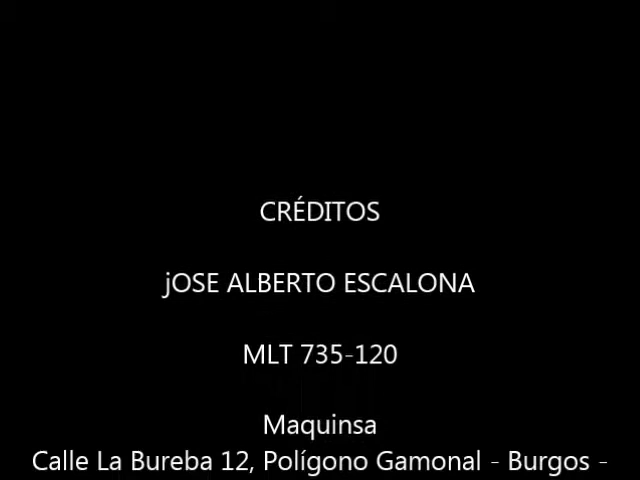 CRÉDITOS
jOSE ALBERTO ESCALONA
MLT 735-120
Maquinsa
Calle La Bureba 12, Polígono Gamonal - Burgos -